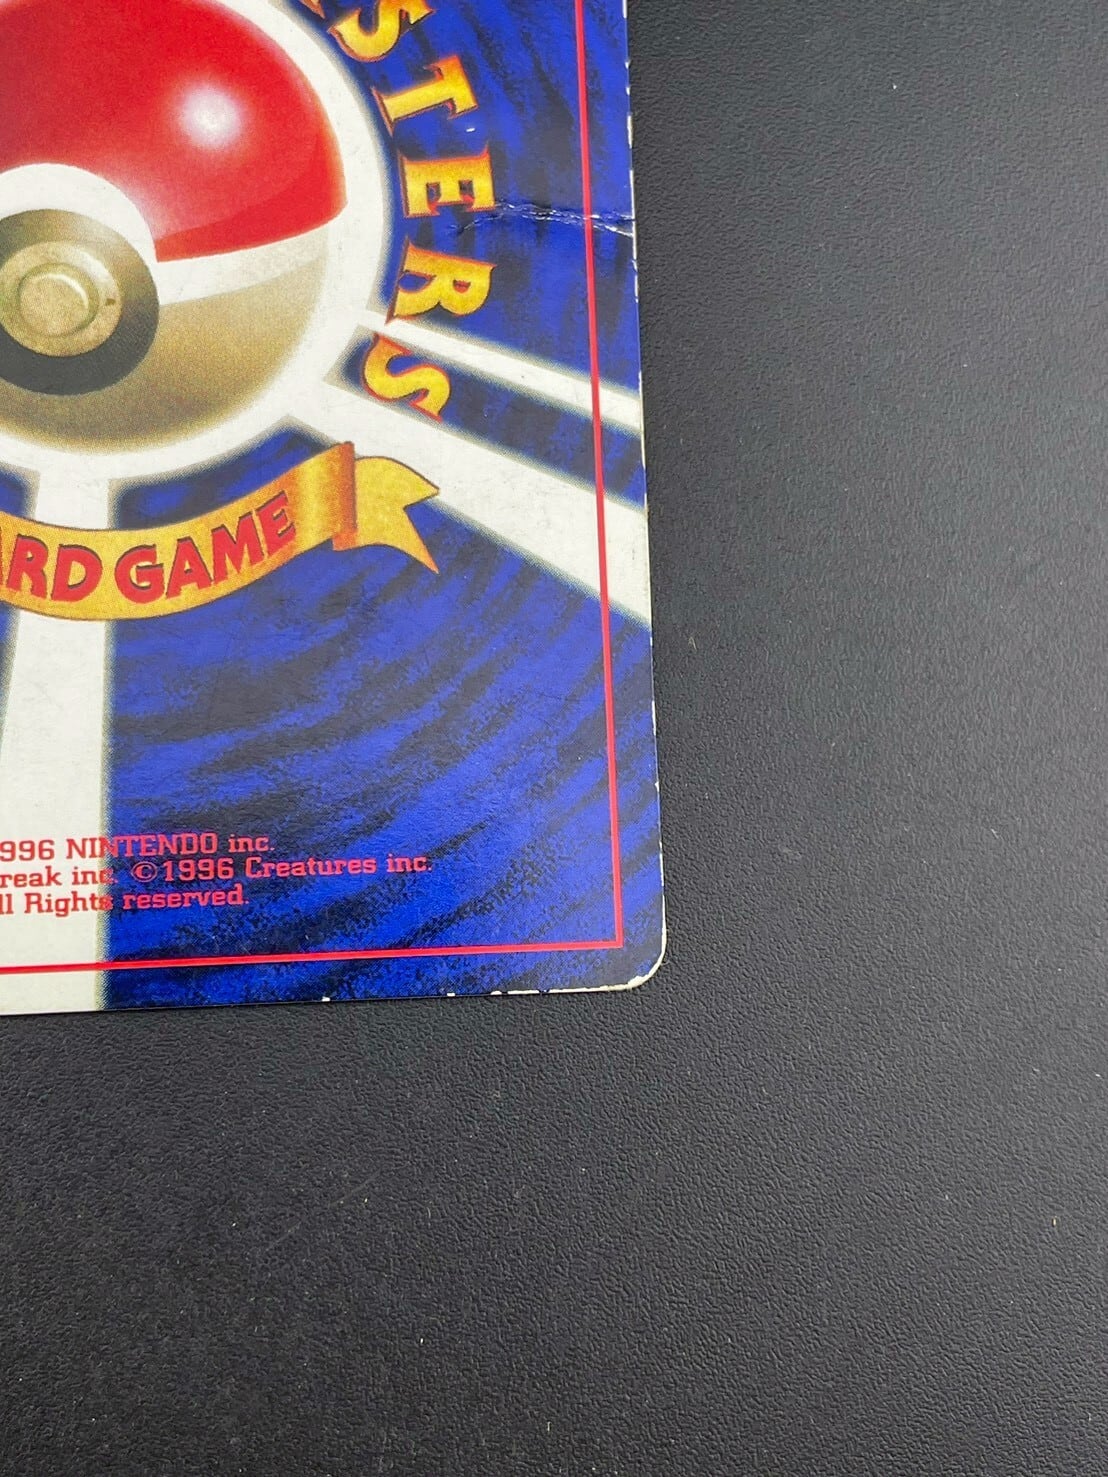 STERS
ARD GAME
996 NINTENDO inc.
reak inc. ©1996 Creatures inc.
ll Rights reserved.